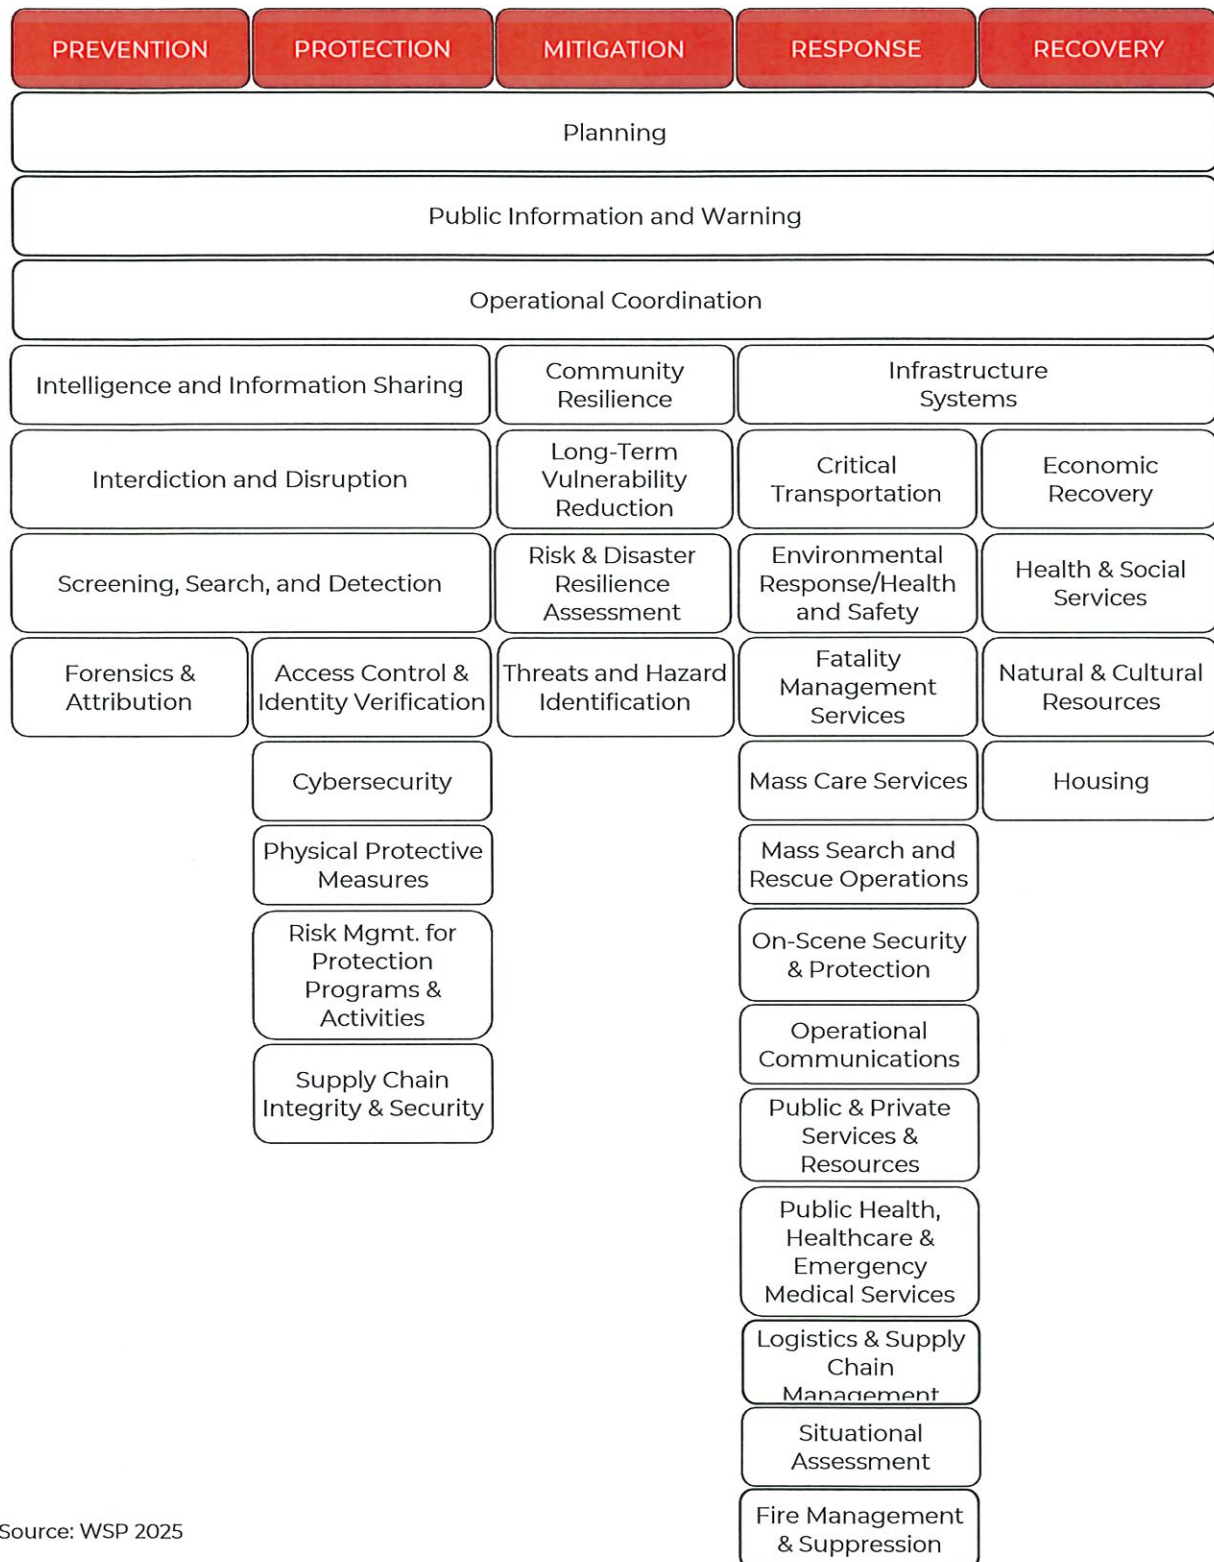 PREVENTION
PROTECTION
MITIGATION
RESPONSE
RECOVERY
Planning
Public Information and Warning
Operational Coordination
Intelligence and Information Sharing
Community
Resilience
Infrastructure
Systems
Interdiction and Disruption
Long-Term
Vulnerability
Reduction
Critical
Transportation
Economic
Recovery
Screening, Search, and Detection
Risk & Disaster
Resilience
Assessment
Environmental
Response/Health
and Safety
Health & Social
Services
Forensics &
Attribution
Access Control &
Identity Verification
Threats and Hazard
Identification
Fatality
Management
Services
Natural & Cultural
Resources
Cybersecurity
Mass Care Services
Housing
Physical Protective
Measures
Mass Search and
Rescue Operations
Risk Mgmt. for
Protection
Programs &
Activities
On-Scene Security
& Protection
Operational
Communications
Supply Chain
Integrity & Security
Public & Private
Services &
Resources
Public Health,
Healthcare &
Emergency
Medical Services
Logistics & Supply
Chain
Management
Situational
Assessment
Fire Management
& Suppression
Source: WSP 2025